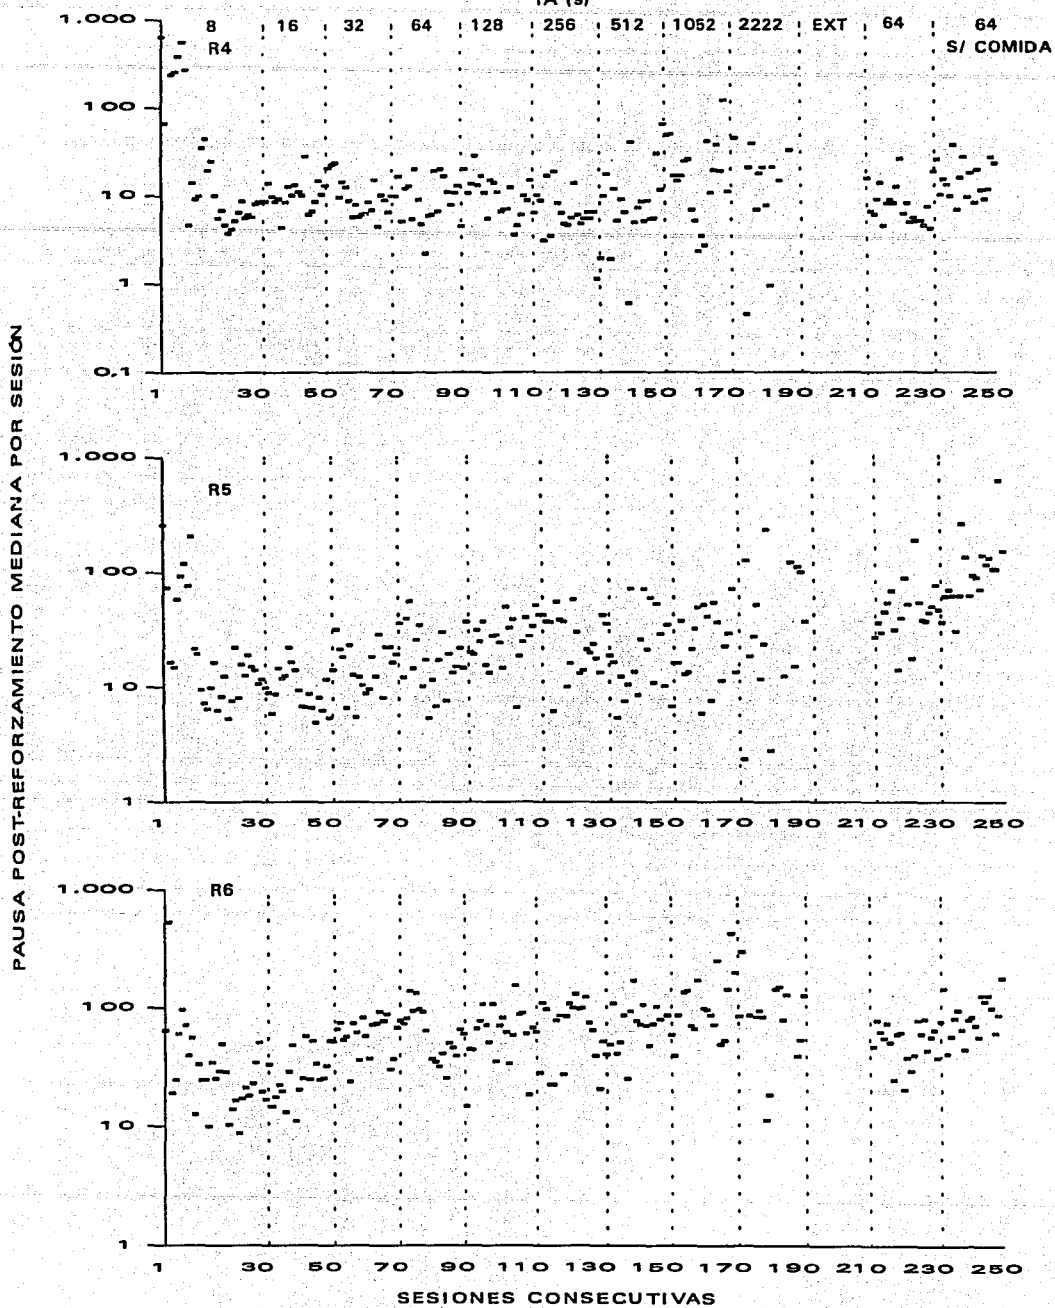 IA (s)
8 16 32 64 128 256 512 1052 2222 EXT 64 64
S/ COMIDA
R4
1.000
100
10
1
0,1
1 30 50 70 90 110 130 150 170 190 210 230 250
R5
1.000
100
10
1
1 30 50 70 90 110 130 150 170 190 210 230 250
R6
1.000
100
10
1
1 30 50 70 90 110 130 150 170 190 210 230 250
PAUSA POST-REFORZAMIENTO MEDIANA POR SESIÓN
SESIONES CONSECUTIVAS